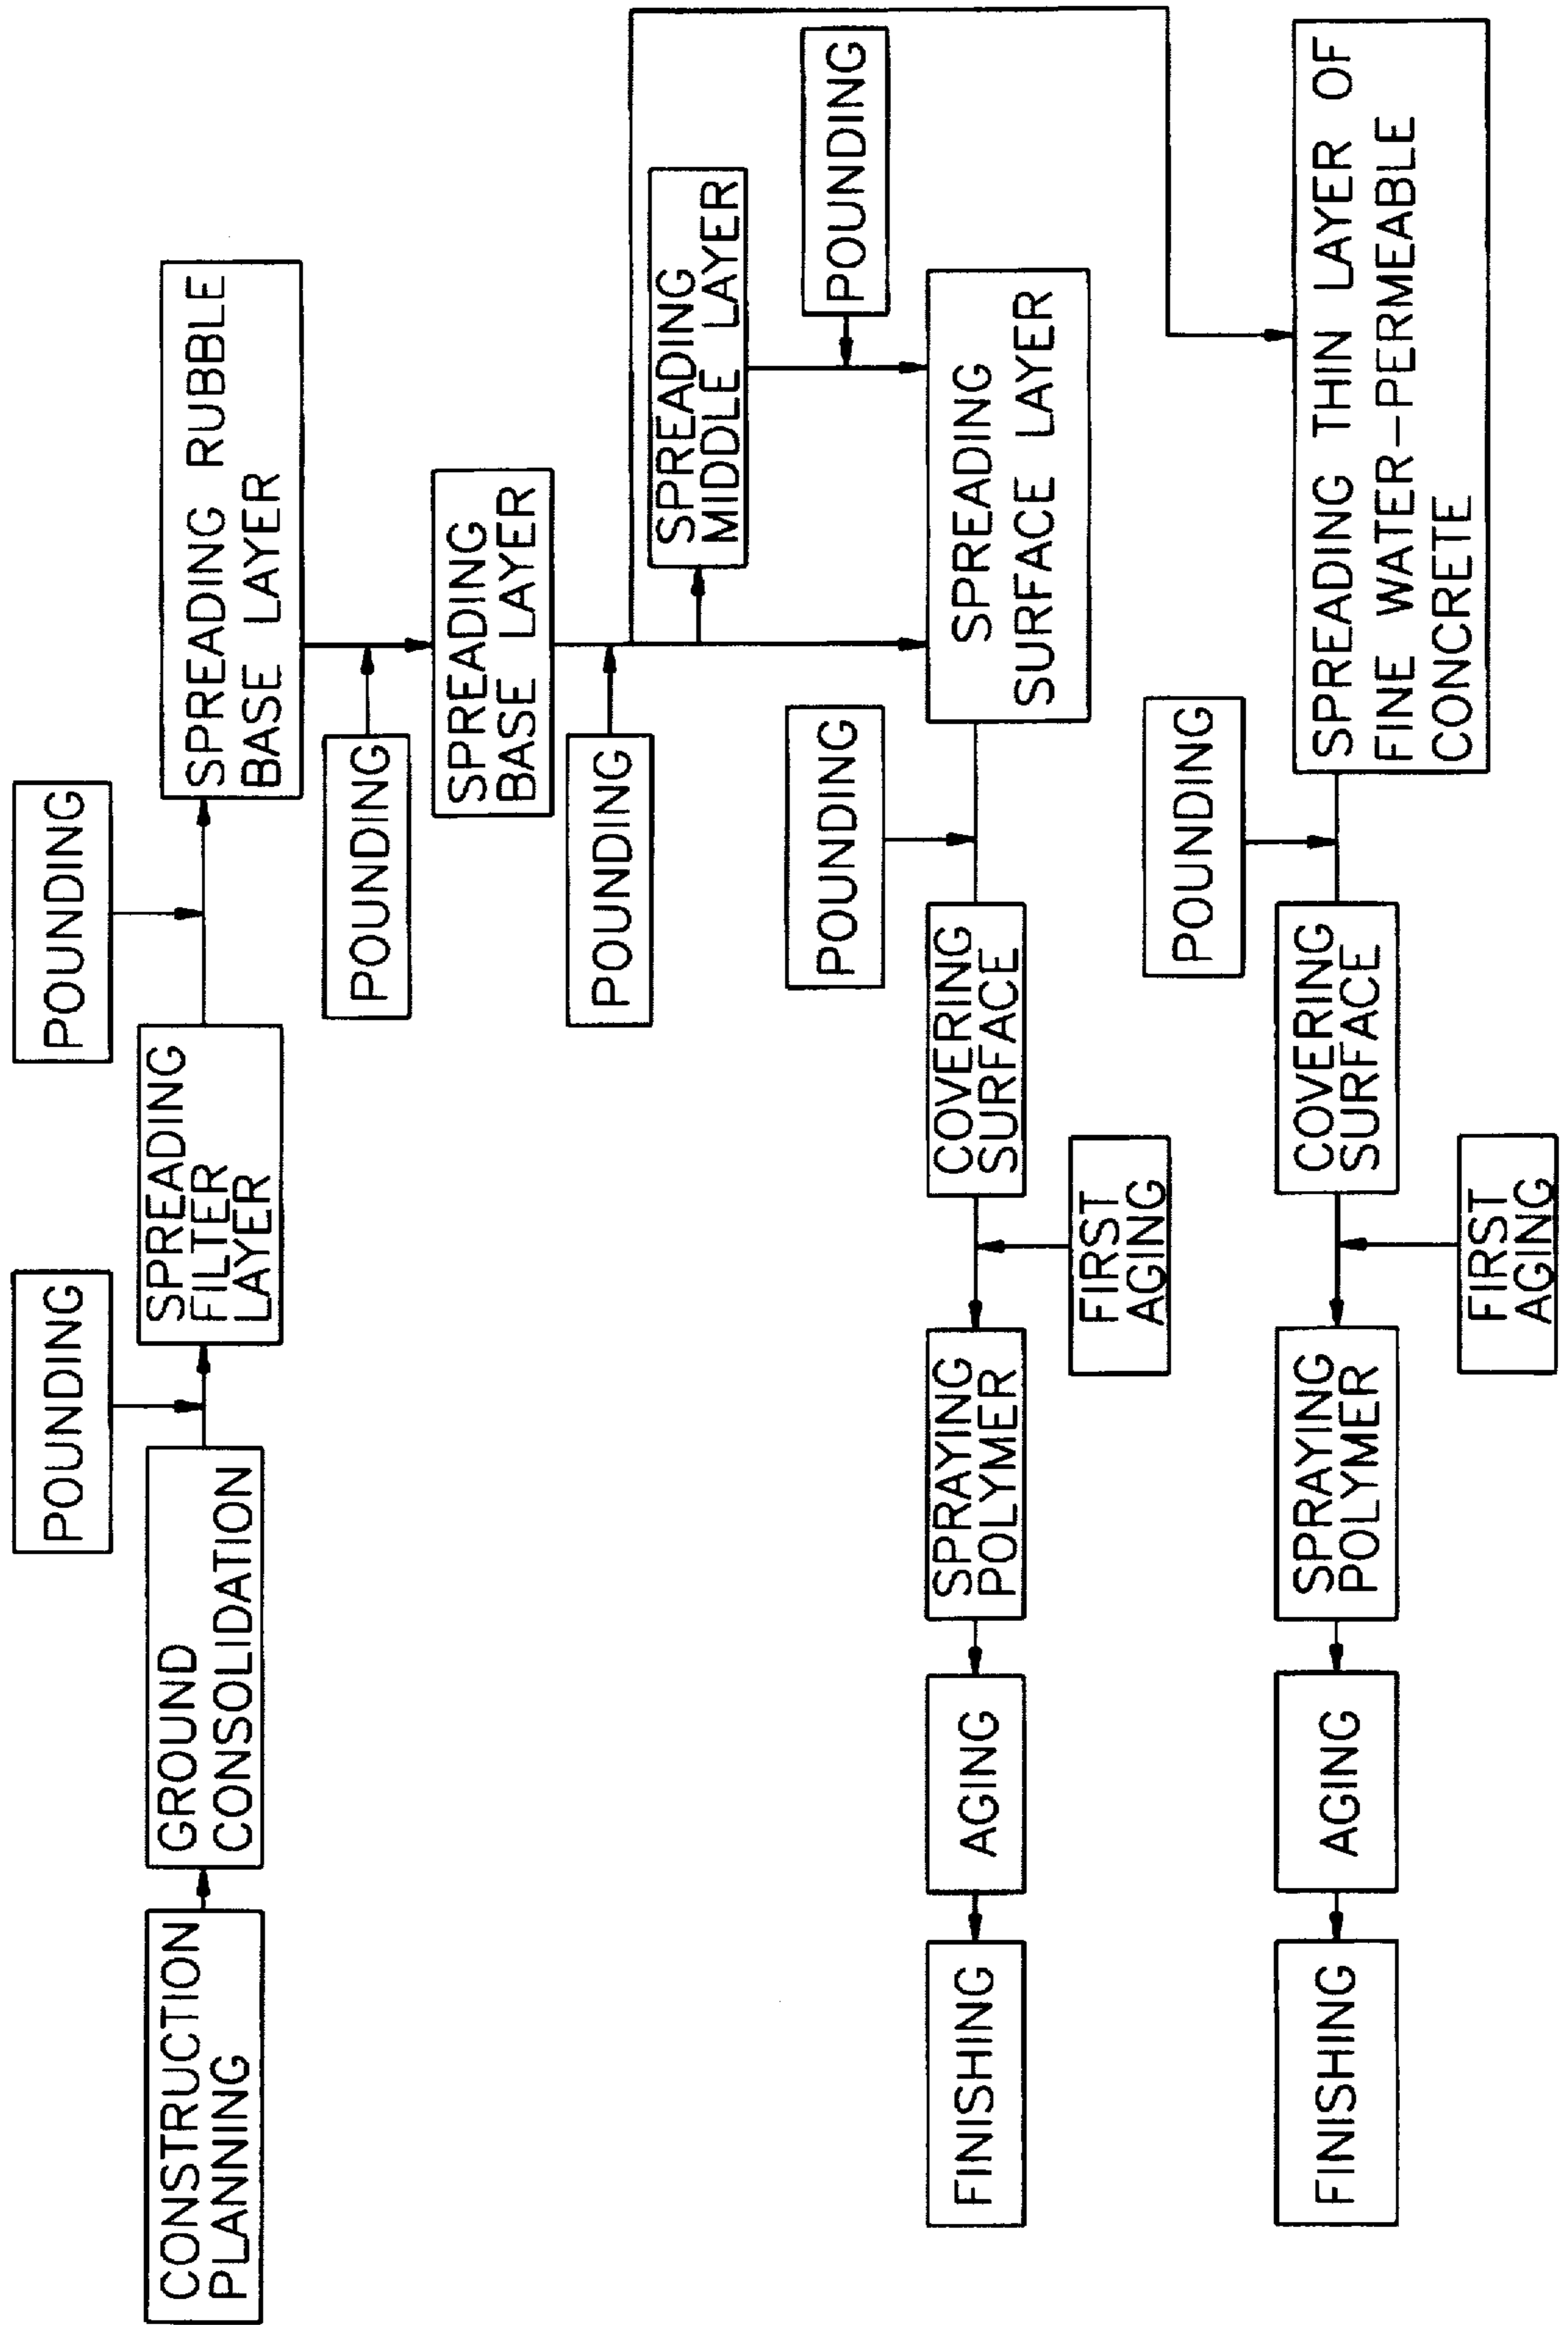 CONSTRUCTION
PLANNING
GROUND
CONSOLIDATION
POUNDING
SPREADING
FILTER
LAYER
POUNDING
SPREADING RUBBLE
BASE LAYER
POUNDING
SPREADING
BASE LAYER
POUNDING
SPREADING
MIDDLE LAYER
POUNDING
SPREADING
SURFACE LAYER
POUNDING
COVERING
SURFACE
FIRST
AGING
SPRAYING
POLYMER
AGING
FINISHING
SPREADING THIN LAYER OF
FINE WATER-PERMEABLE
CONCRETE
POUNDING
COVERING
SURFACE
FIRST
AGING
SPRAYING
POLYMER
AGING
FINISHING